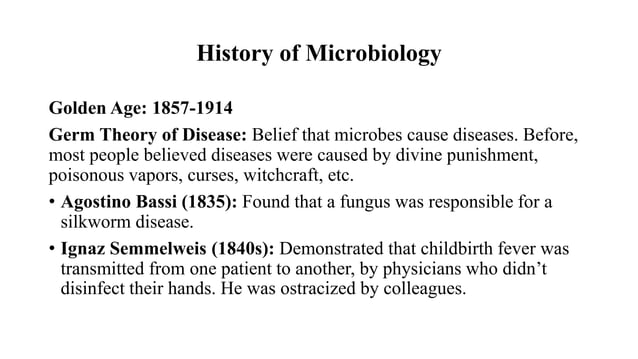 History of Microbiology
Golden Age: 1857-1914
Germ Theory of Disease: Belief that microbes cause diseases. Before,
most people believed diseases were caused by divine punishment,
poisonous vapors, curses, witchcraft, etc.
• Agostino Bassi (1835): Found that a fungus was responsible for a
silkworm disease.
• Ignaz Semmelweis (1840s): Demonstrated that childbirth fever was
transmitted from one patient to another, by physicians who didn’t
disinfect their hands. He was ostracized by colleagues.